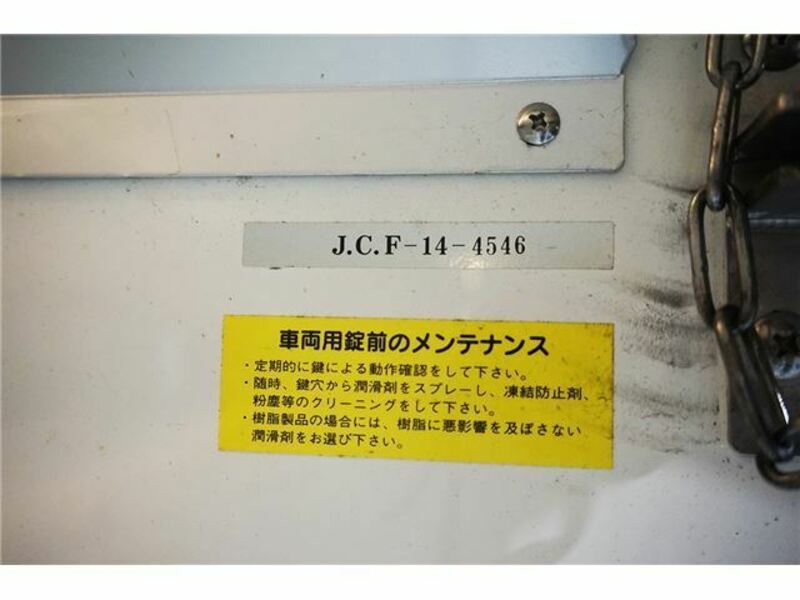 J.C.F-14-4546
車両用錠前のメンテナンス
・定期的に鍵による動作確認をして下さい。
・随時、鍵穴から潤滑剤をスプレーし、凍結防止剤、
粉塵等のクリーニングをして下さい。
・樹脂製品の場合には、樹脂に悪影響を及ぼさない
潤滑剤をお選び下さい。